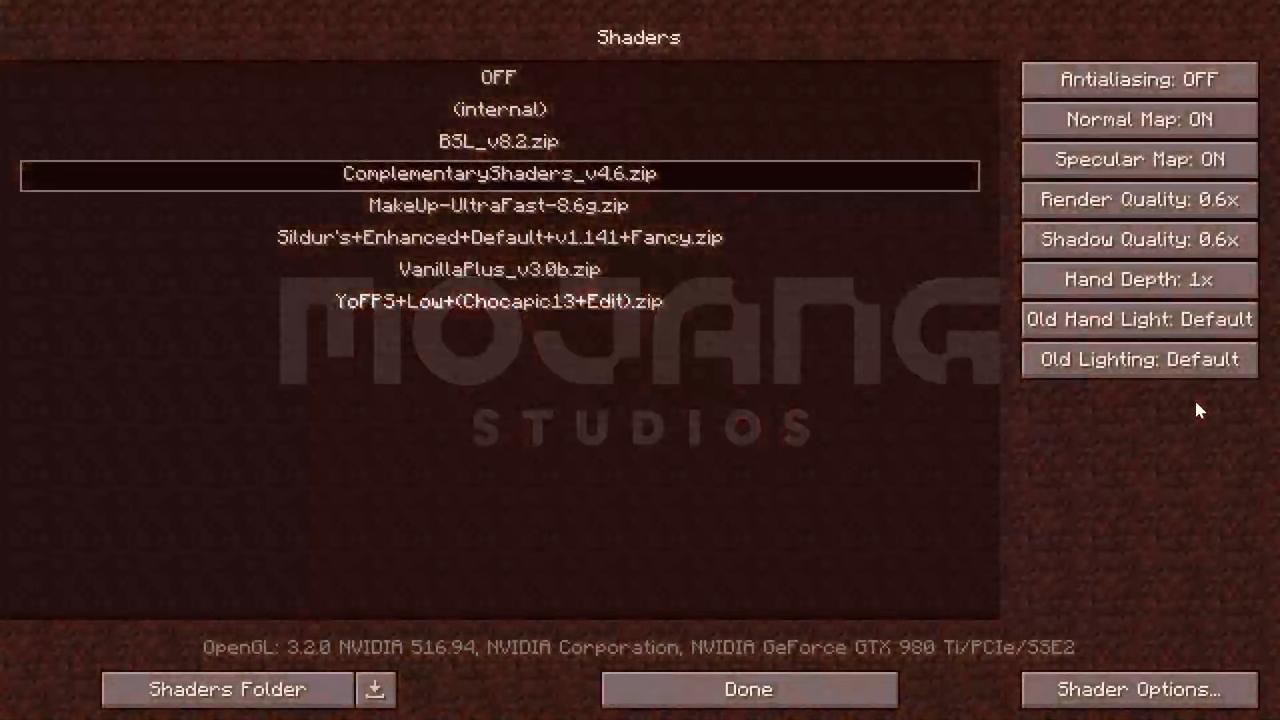 Shaders
OFF
(internal)
BSL_v8.2.zip
ComplementaryShaders_v4.6.zip
MakeUp-UltraFast-8.6g.zip
Sildur's+Enhanced+Default+v1.141+Fancy.zip
VanillaPlus_v3.0b.zip
YoFPS+Low+(Chocapic13+Edit).zip
MOJANG
STUDIOS
Antialiasing: OFF
Normal Map: ON
Specular Map: ON
Render Quality: 0.6x
Shadow Quality: 0.6x
Hand Depth: 1x
Old Hand Light: Default
Old Lighting: Default
OpenGL: 3.2.0 NVIDIA 516.94, NVIDIA Corporation, NVIDIA GeForce GTX 980 Ti/PCIe/SSE2
Shaders Folder
Done
Shader Options...